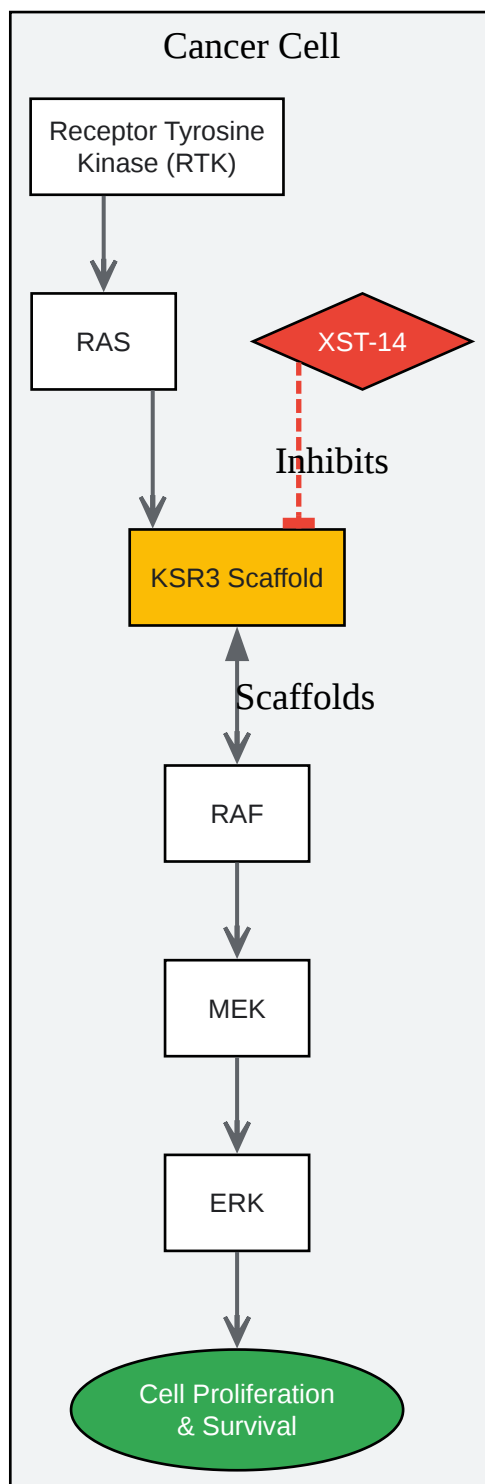 Cancer Cell
Receptor Tyrosine
Kinase (RTK)
RAS
XST-14
Inhibits
KSR3 Scaffold
Scaffolds
RAF
MEK
ERK
Cell Proliferation
& Survival